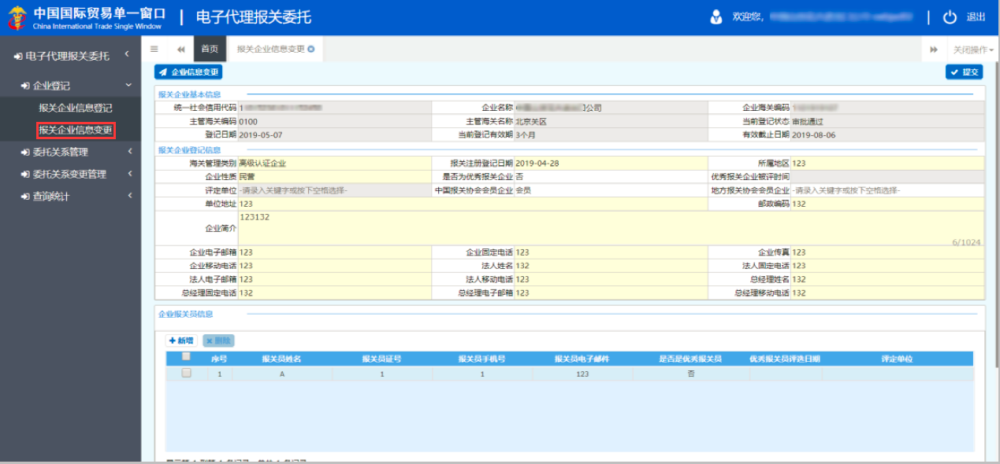 中国国际贸易单一窗口 | 电子代理报关委托
China International Trade Single Window
欢迎您, | 退出
电子代理报关委托
企业登记
报关企业信息登记
报关企业信息变更
委托关系管理
委托关系变更管理
查询统计
首页 报关企业信息变更 关闭操作
企业信息变更 提交
报关企业基本信息
统一社会信用代码 1 企业名称 公司 企业海关编码
主管海关编码 0100 主管海关名称 北京关区 当前登记状态 审批通过
登记日期 2019-05-07 当前登记有效期 3个月 有效截止日期 2019-08-06
报关企业登记信息
海关管理类别 高级认证企业 报关注册登记日期 2019-04-28 所属地区 123
企业性质 民营 是否为优秀报关企业 否 优秀报关企业被评时间
评定单位 -请录入关键字或按下空格选择- 中国报关协会会员企业 会员 地方报关协会会员企业 -请录入关键字或按下空格选择-
单位地址 123 邮政编码 132
企业简介 123132
6/1024
企业电子邮箱 123 企业固定电话 123 企业传真 123
企业移动电话 123 法人姓名 132 法人固定电话 123
法人电子邮箱 123 法人移动电话 123 总经理姓名 132
总经理固定电话 132 总经理电子邮箱 123 总经理移动电话 132
企业报关员信息
新增 删除
序号 报关员姓名 报关员证号 报关员手机号 报关员电子邮件 是否是优秀报关员 优秀报关员评选日期 评定单位
1 A 1 1 123 否